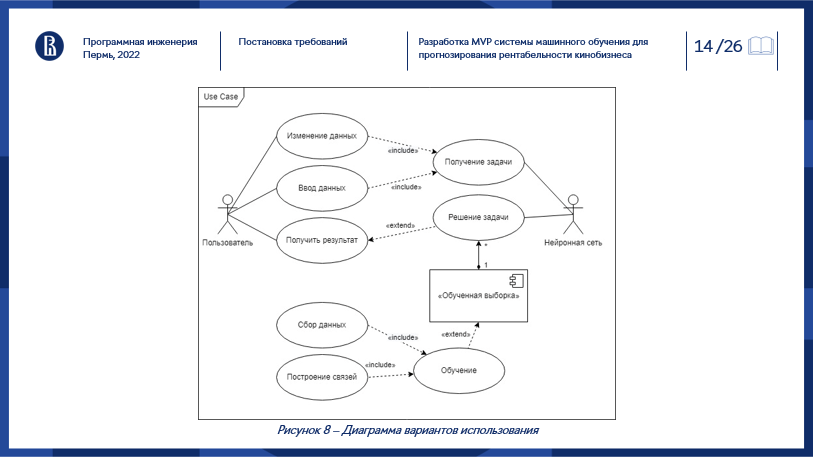 Программная инженерия
Пермь, 2022
Постановка требований
Разработка MVP системы машинного обучения для
прогнозирования рентабельности кинобизнеса
14 /26
Use Case
Изменение данных
«include»
Получение задачи
Ввод данных
«include»
Решение задачи
«extend»
Получить результат
Пользователь
Нейронная сеть
*
1
«Обученная выборка»
Сбор данных
«include»
«extend»
Построение связей
«include»
Обучение
Рисунок 8 – Диаграмма вариантов использования